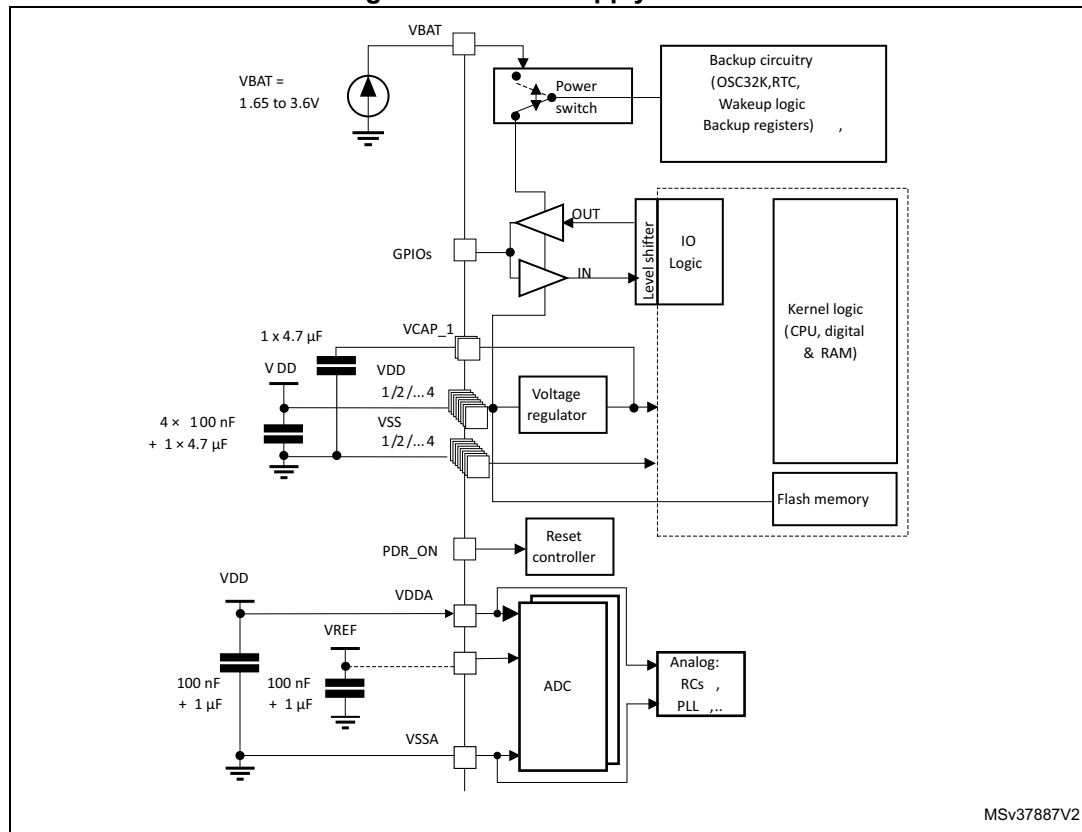 VBAT
VBAT =
1.65 to 3.6V
Power
switch
Backup circuitry
(OSC32K,RTC,
Wakeup logic
Backup registers) ,
OUT
GPIOs
IN
Level shifter
IO
Logic
Kernel logic
(CPU, digital
& RAM)
VCAP_1
1 x 4.7 µF
VDD
VDD
1/2/... 4
Voltage
regulator
4 × 100 nF
+ 1 × 4.7 µF
VSS
1/2/... 4
Flash memory
PDR_ON
Reset
controller
VDD
VDDA
VREF
ADC
Analog:
RCs ,
PLL ,..
100 nF
+ 1 µF
100 nF
+ 1 µF
VSSA
MSv37887V2